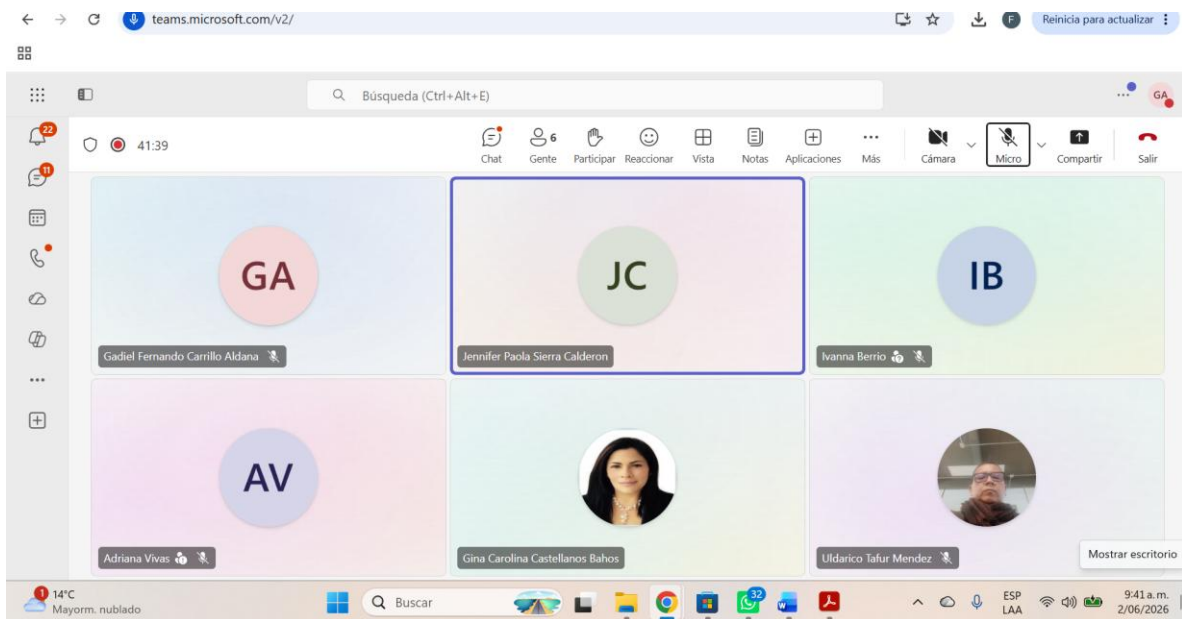 teams.microsoft.com/v2/
F
Reinicia para actualizar
Búsqueda (Ctrl+Alt+E)
GA
22
41:39
6
Chat
Gente
Participar
Reaccionar
Vista
Notas
Aplicaciones
Más
Cámara
Micro
Compartir
Salir
11
GA
JC
IB
Gadiel Fernando Carrillo Aldana
Jennifer Paola Sierra Calderon
Ivanna Berrio
AV
Adriana Vivas
Gina Carolina Castellanos Bahos
Uldarico Tafur Mendez
Mostrar escritorio
1
14°C
Mayorm. nublado
Buscar
32
W
ESP
LAA
9:41 a. m.
2/06/2026